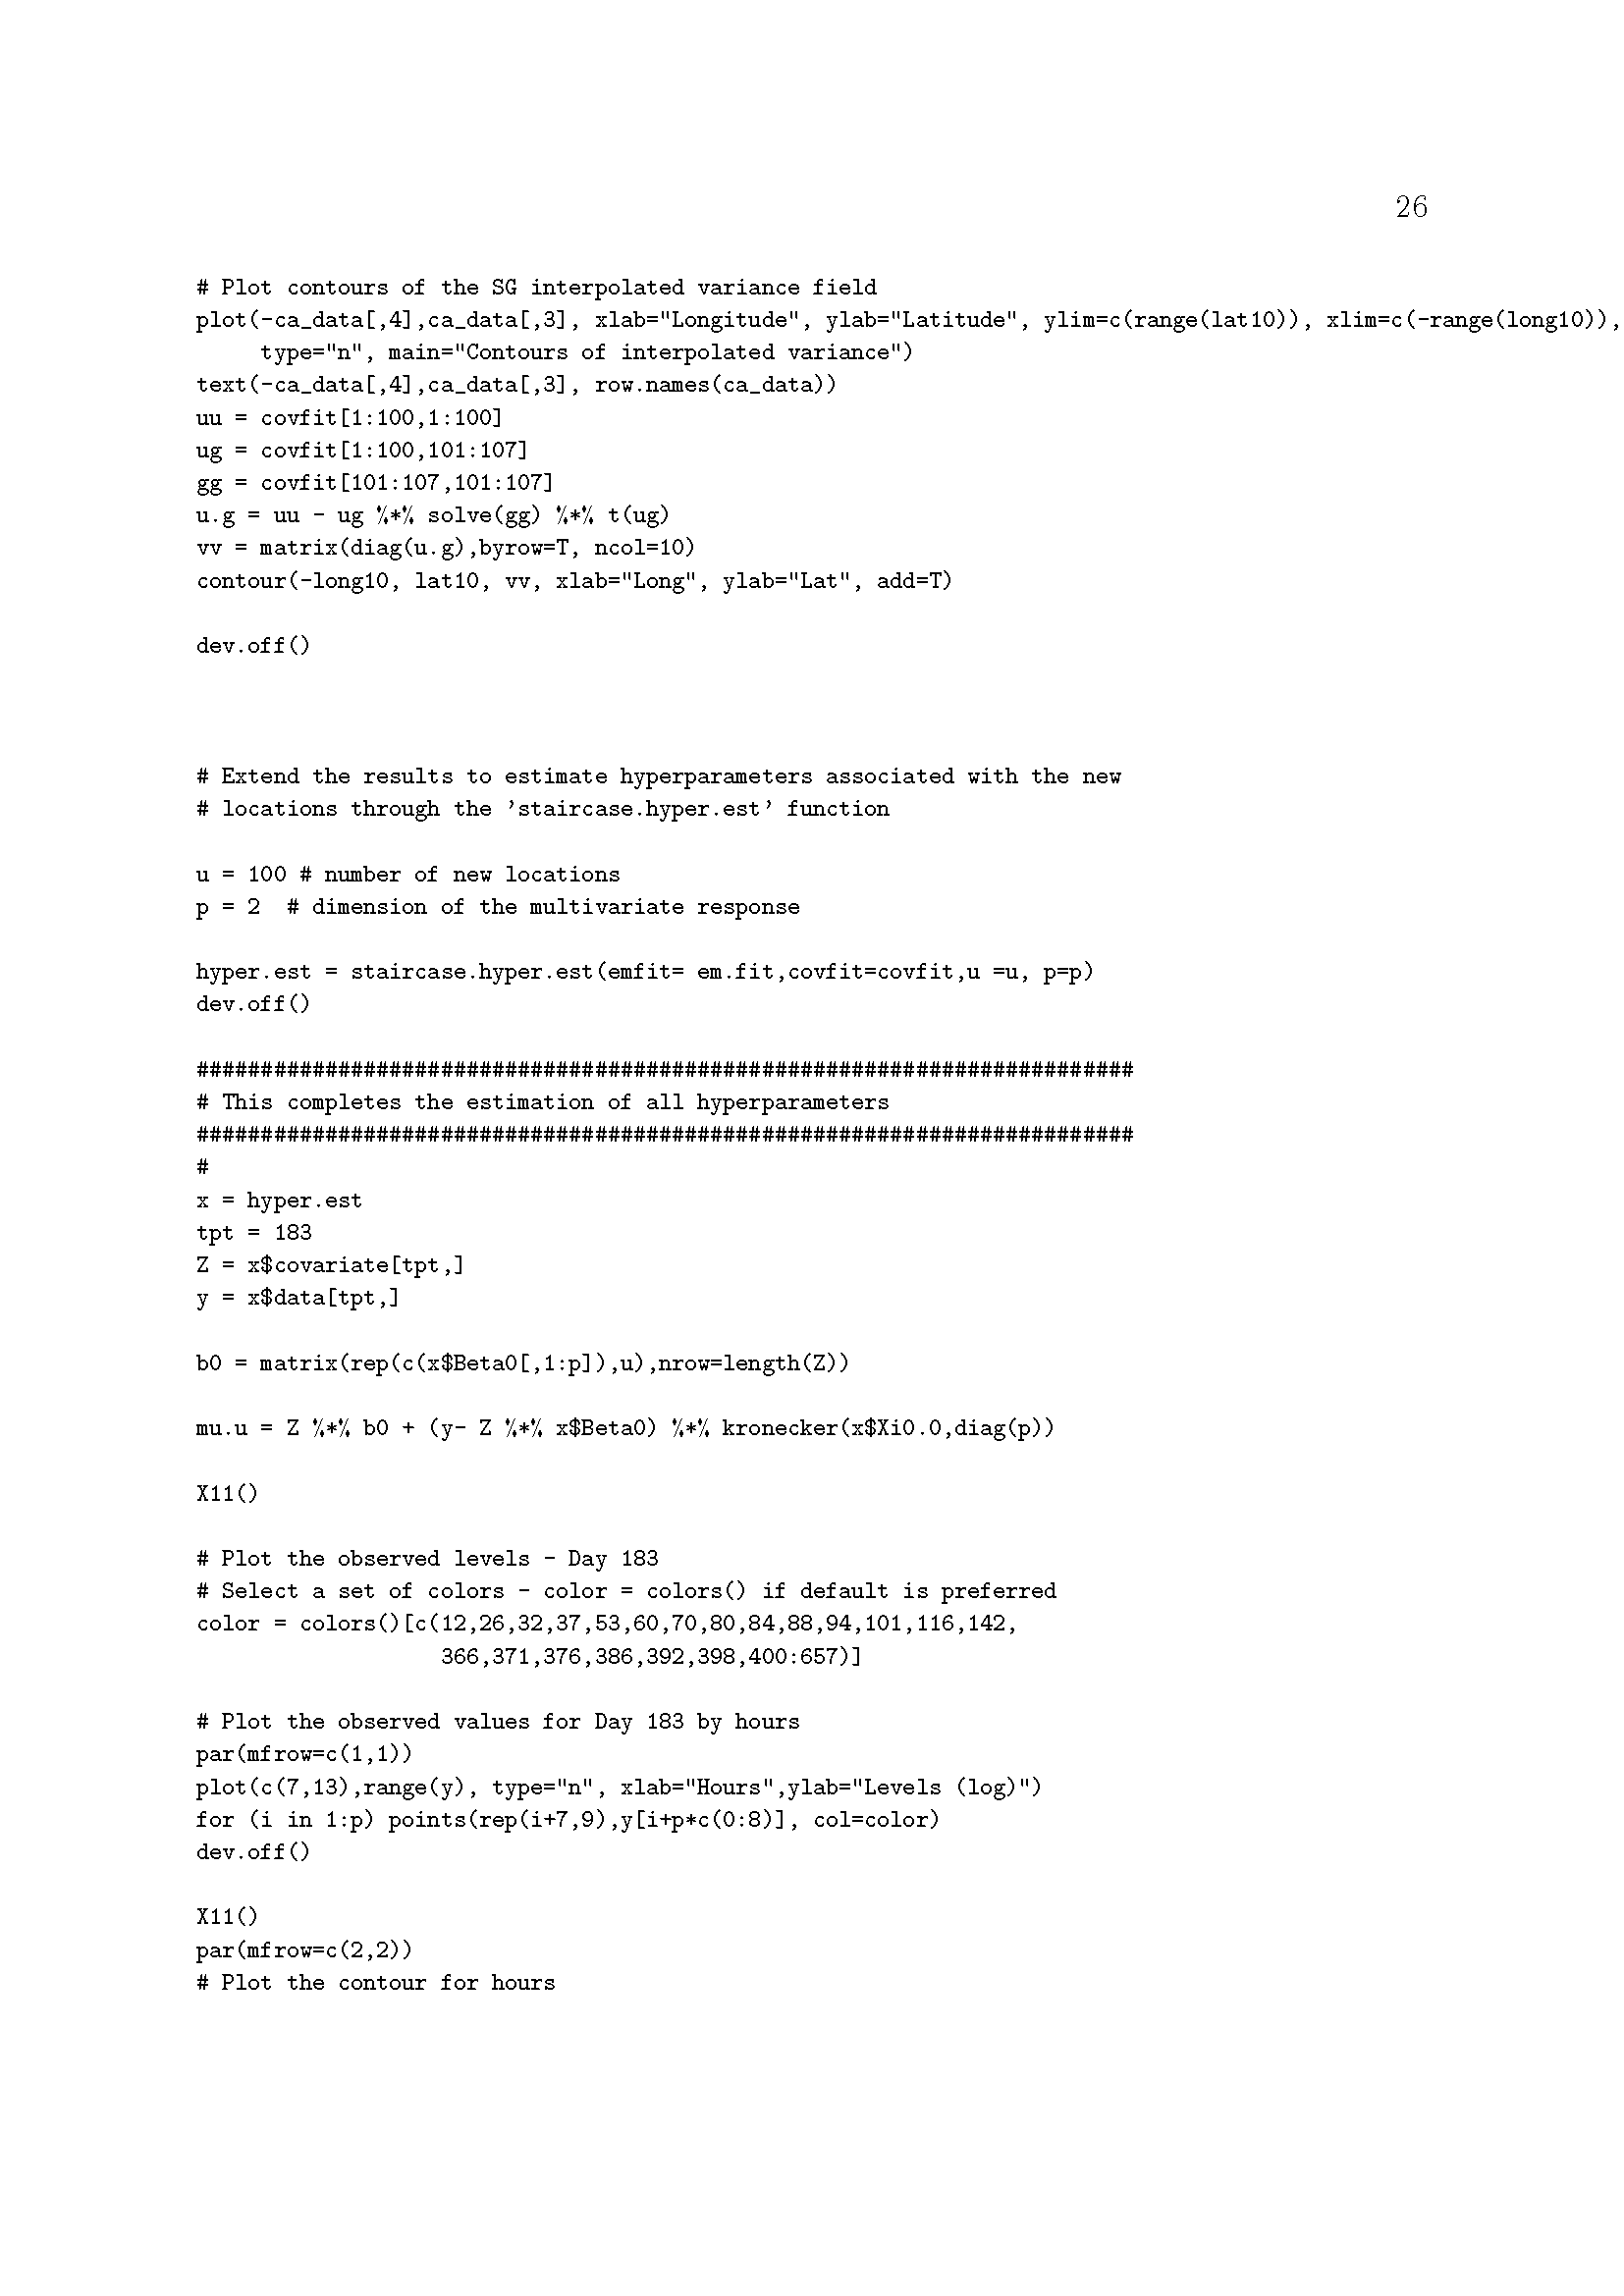 26
# Plot contours of the SG interpolated variance field
plot(-ca_data[,4],ca_data[,3], xlab="Longitude", ylab="Latitude", ylim=c(range(lat10)), xlim=c(-range(long10)),
     type="n", main="Contours of interpolated variance")
text(-ca_data[,4],ca_data[,3], row.names(ca_data))
uu = covfit[1:100,1:100]
ug = covfit[1:100,101:107]
gg = covfit[101:107,101:107]
u.g = uu - ug %*% solve(gg) %*% t(ug)
vv = matrix(diag(u.g),byrow=T, ncol=10)
contour(-long10, lat10, vv, xlab="Long", ylab="Lat", add=T)
dev.off()
# Extend the results to estimate hyperparameters associated with the new
# locations through the 'staircase.hyper.est' function
u = 100 # number of new locations
p = 2  # dimension of the multivariate response
hyper.est = staircase.hyper.est(emfit= em.fit,covfit=covfit,u =u, p=p)
dev.off()
#########################################################################
# This completes the estimation of all hyperparameters
#########################################################################
#
x = hyper.est
tpt = 183
Z = x$covariate[tpt,]
y = x$data[tpt,]
b0 = matrix(rep(c(x$Beta0[,1:p]),u),nrow=length(Z))
mu.u = Z %*% b0 + (y- Z %*% x$Beta0) %*% kronecker(x$Xi0.0,diag(p))
X11()
# Plot the observed levels - Day 183
# Select a set of colors - color = colors() if default is preferred
color = colors()[c(12,26,32,37,53,60,70,80,84,88,94,101,116,142,
                   366,371,376,386,392,398,400:657)]
# Plot the observed values for Day 183 by hours
par(mfrow=c(1,1))
plot(c(7,13),range(y), type="n", xlab="Hours",ylab="Levels (log)")
for (i in 1:p) points(rep(i+7,9),y[i+p*c(0:8)], col=color)
dev.off()
X11()
par(mfrow=c(2,2))
# Plot the contour for hours